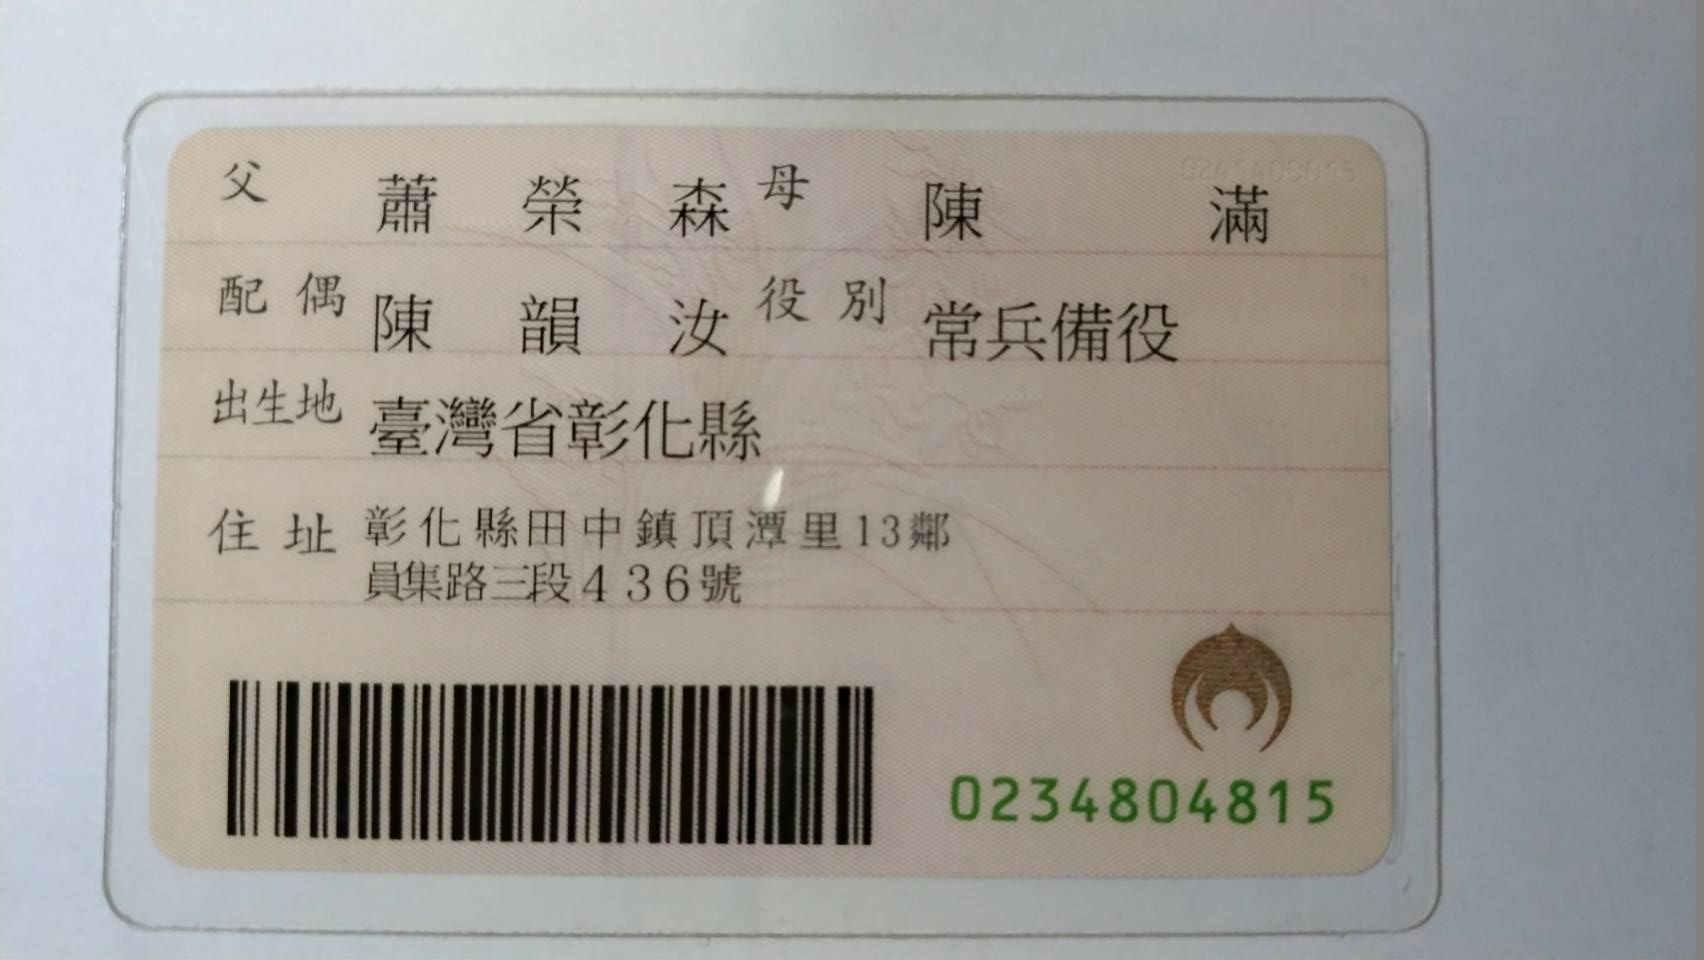 父 蕭榮森 母 陳滿
配偶 陳韻汝 役別 常兵備役
出生地 臺灣省彰化縣
住址 彰化縣田中鎮頂潭里13鄰
員集路三段436號
0234804815